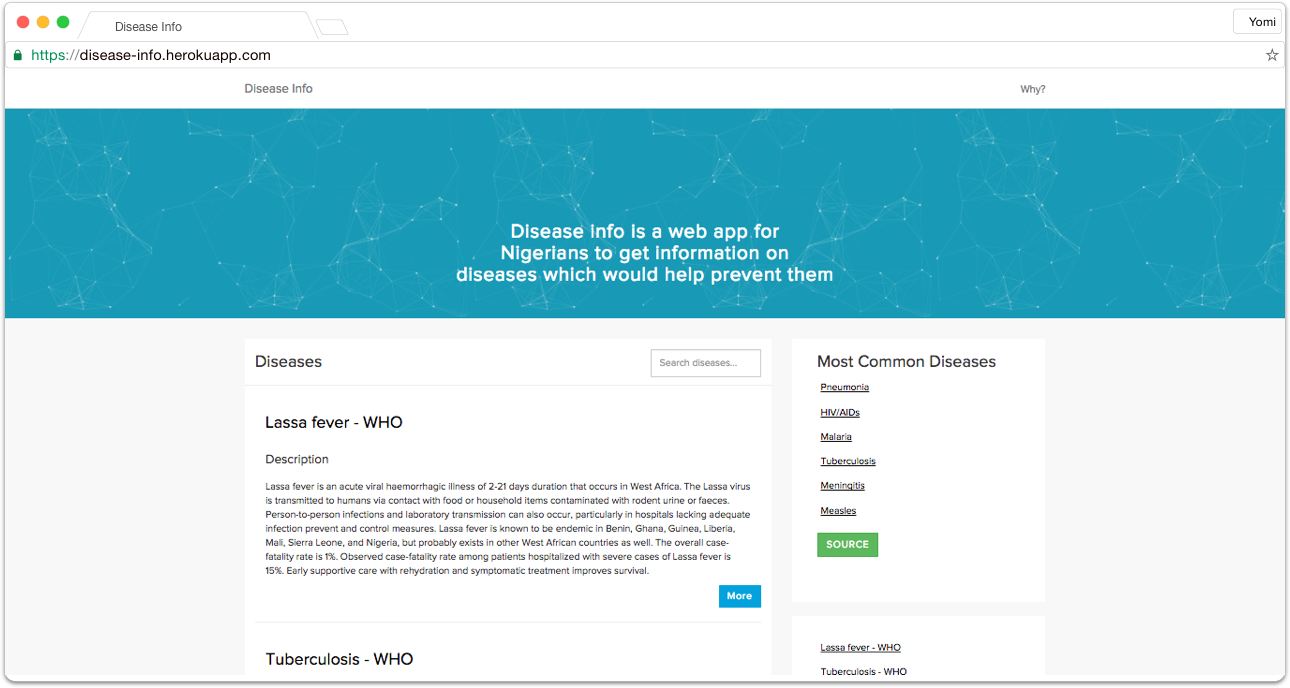 Disease Info
Yomi
https://disease-info.herokuapp.com
Disease Info
Why?
Disease info is a web app for
Nigerians to get information on
diseases which would help prevent them
Diseases
Search diseases...
Lassa fever - WHO
Description
Lassa fever is an acute viral haemorrhagic illness of 2-21 days duration that occurs in West Africa. The Lassa virus
is transmitted to humans via contact with food or household items contaminated with rodent urine or faeces.
Person-to-person infections and laboratory transmission can also occur, particularly in hospitals lacking adequate
infection prevent and control measures. Lassa fever is known to be endemic in Benin, Ghana, Guinea, Liberia,
Mali, Sierra Leone, and Nigeria, but probably exists in other West African countries as well. The overall case-
fatality rate is 1%. Observed case-fatality rate among patients hospitalized with severe cases of Lassa fever is
15%. Early supportive care with rehydration and symptomatic treatment improves survival.
More
Tuberculosis - WHO
Most Common Diseases
Pneumonia
HIV/AIDs
Malaria
Tuberculosis
Meningitis
Measles
SOURCE
Lassa fever - WHO
Tuberculosis - WHO